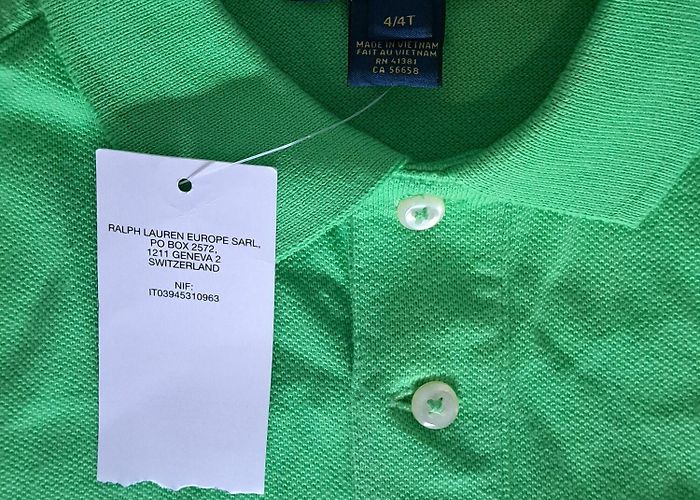 4/4T
MADE IN VIETNAM
FAIT AU VIETNAM
RN 41381
CA 56658
RALPH LAUREN EUROPE SARL,
PO BOX 2572,
1211 GENEVA 2
SWITZERLAND
NIF:
IT03945310963